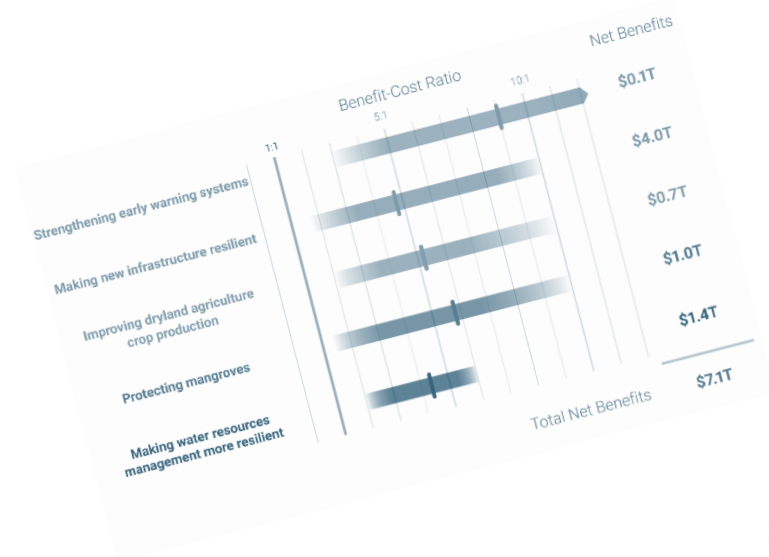 Net Benefits
Benefit-Cost Ratio
1:1
5:1
10:1
Strengthening early warning systems
$0.1T
Making new infrastructure resilient
$4.0T
Improving dryland agriculture
crop production
$0.7T
Protecting mangroves
$1.0T
Making water resources
management more resilient
$1.4T
Total Net Benefits
$7.1T